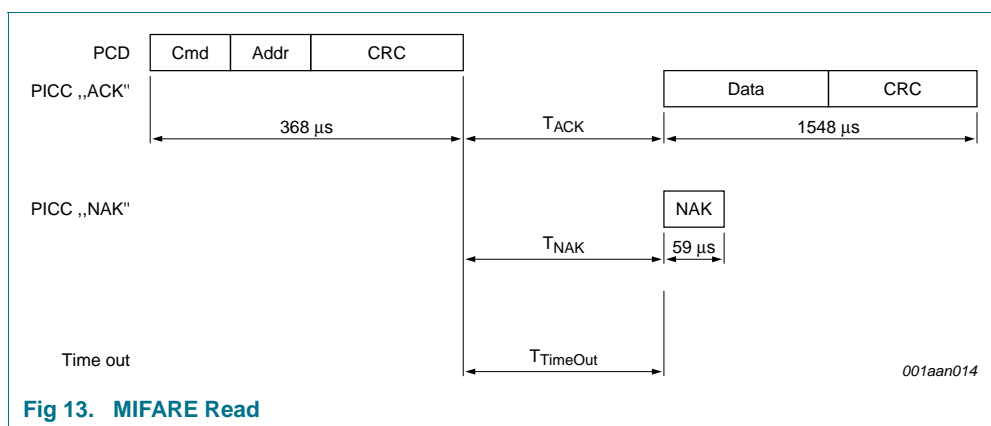 PCD Cmd Addr CRC
PICC ,,ACK" Data CRC
368 μs TACK 1548 μs
PICC ,,NAK" NAK
TNAK 59 μs
Time out TTimeOut 001aan014
Fig 13. MIFARE Read